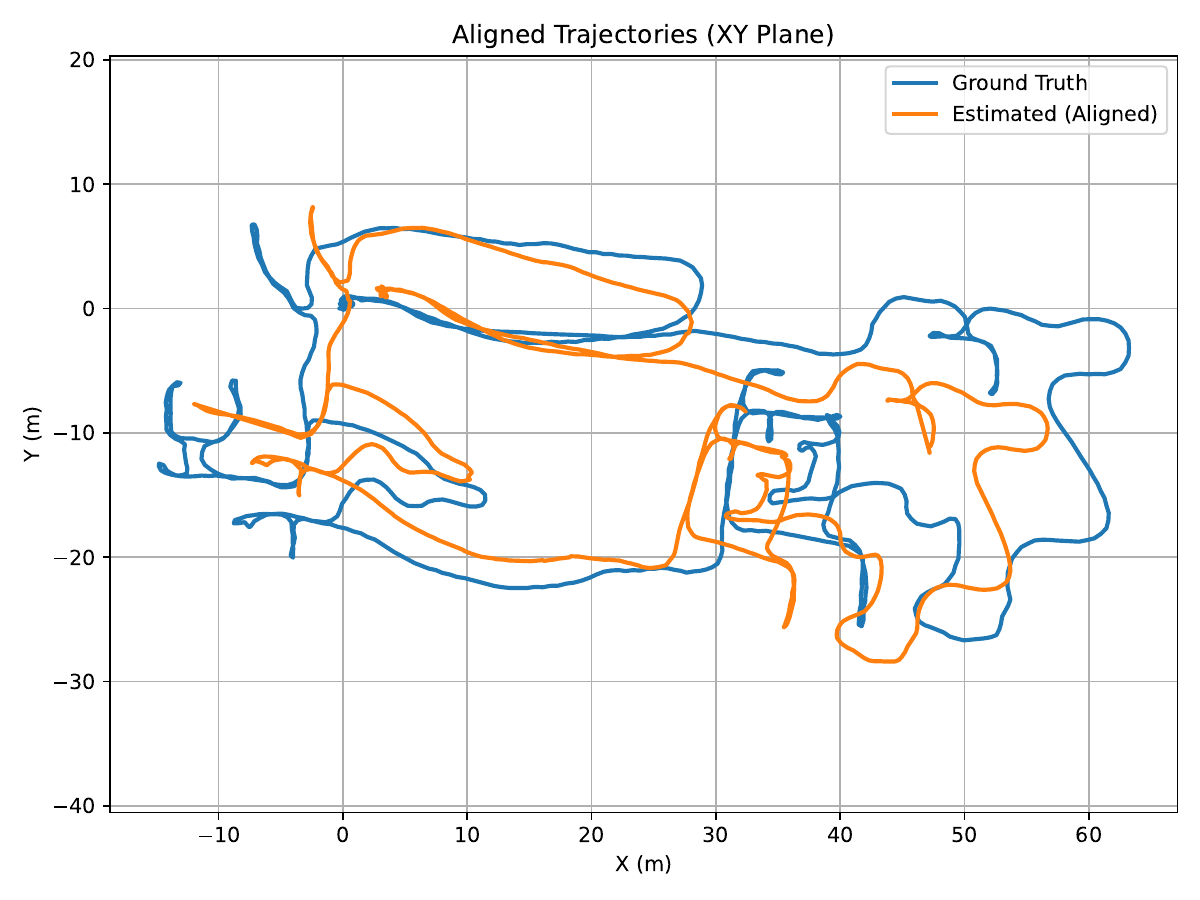 Aligned Trajectories (XY Plane)
Ground Truth
Estimated (Aligned)
20
10
0
−10
−20
−30
−40
Y (m)
−10 0 10 20 30 40 50 60
X (m)